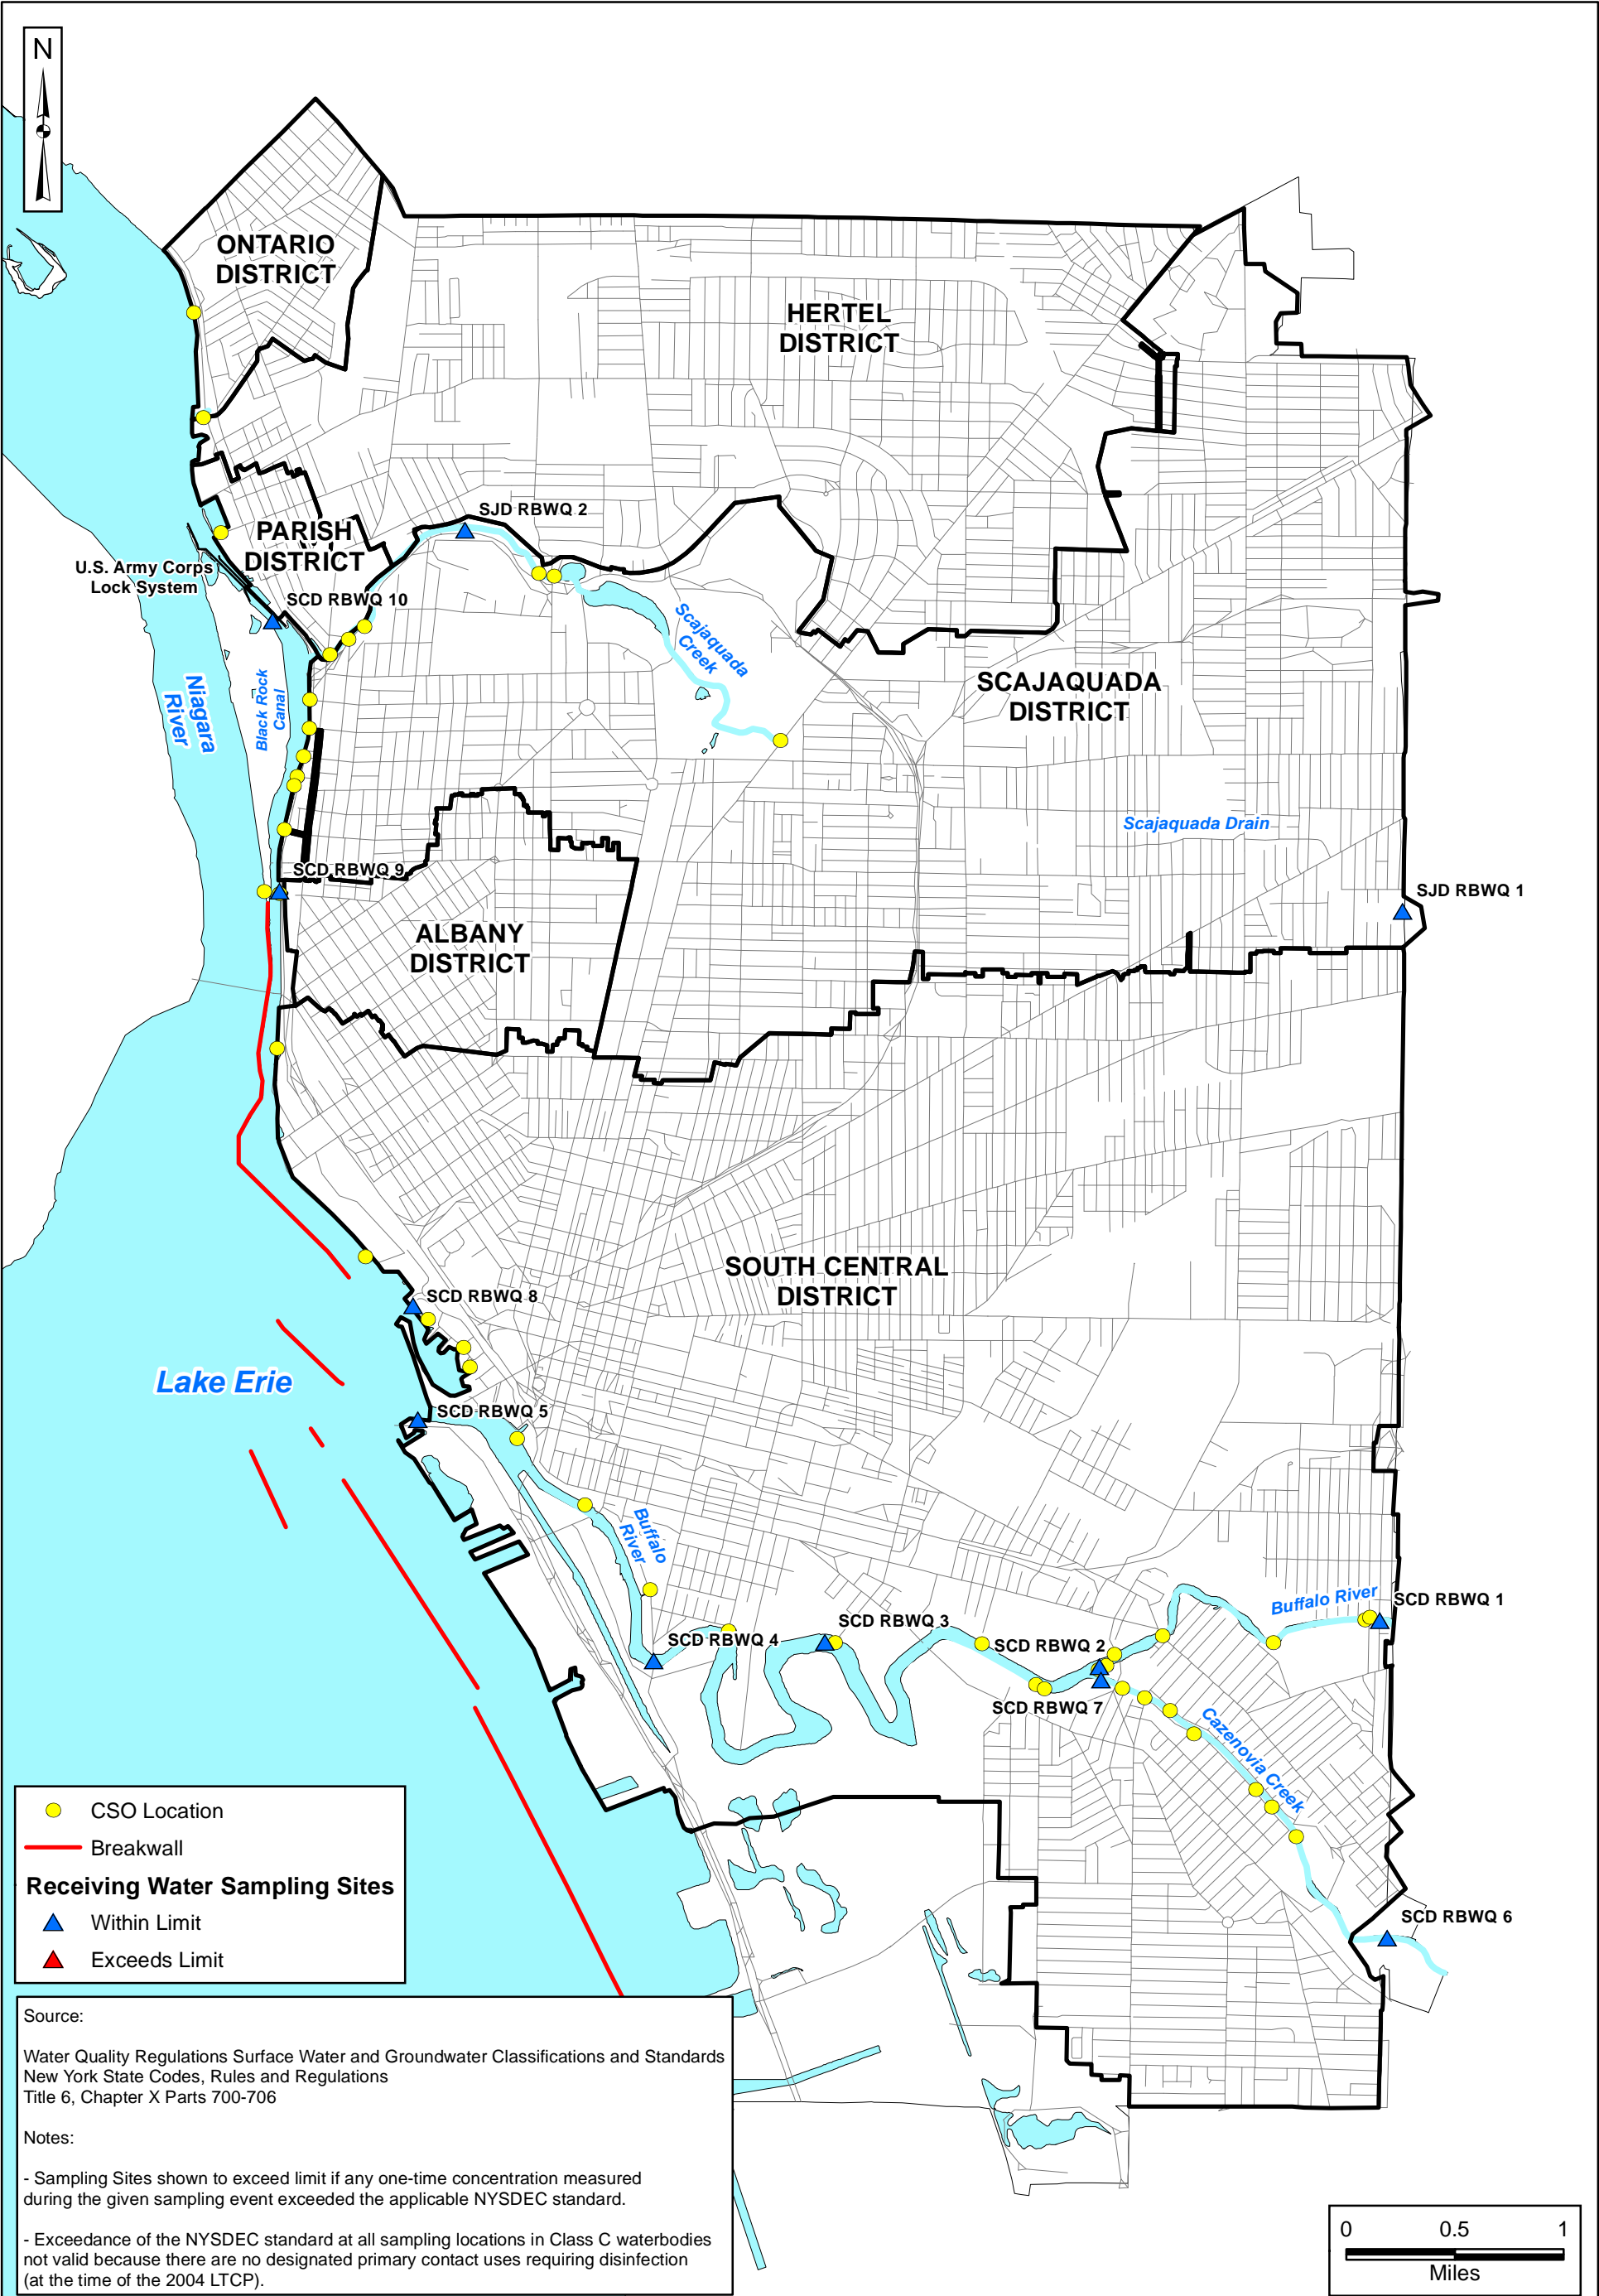 N
ONTARIO
DISTRICT
HERTEL
DISTRICT
SJD RBWQ 2
PARISH
DISTRICT
U.S. Army Corps
Lock System
SCD RBWQ 10
Scajaquada
Creek
SCAJAQUADA
DISTRICT
Niagara
River
Black Rock
Canal
Scajaquada Drain
SCD RBWQ 9
SJD RBWQ 1
ALBANY
DISTRICT
SOUTH CENTRAL
DISTRICT
SCD RBWQ 8
Lake Erie
SCD RBWQ 5
Buffalo
River
Buffalo River
SCD RBWQ 1
SCD RBWQ 3
SCD RBWQ 4
SCD RBWQ 2
SCD RBWQ 7
Cazenovia Creek
SCD RBWQ 6
CSO Location
Breakwall
Receiving Water Sampling Sites
Within Limit
Exceeds Limit
Source:
Water Quality Regulations Surface Water and Groundwater Classifications and Standards
New York State Codes, Rules and Regulations
Title 6, Chapter X Parts 700-706
Notes:
- Sampling Sites shown to exceed limit if any one-time concentration measured
during the given sampling event exceeded the applicable NYSDEC standard.
- Exceedance of the NYSDEC standard at all sampling locations in Class C waterbodies
not valid because there are no designated primary contact uses requiring disinfection
(at the time of the 2004 LTCP).
0 0.5 1
Miles